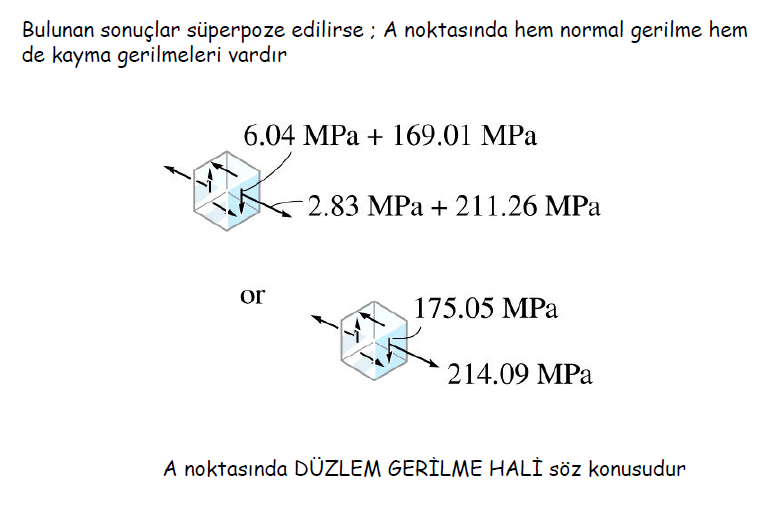 Bulunan sonuçlar süperpoze edilirse ; A noktasında hem normal gerilme hem
de kayma gerilmeleri vardır
6.04 MPa + 169.01 MPa
2.83 MPa + 211.26 MPa
or
175.05 MPa
214.09 MPa
A noktasında DÜZLEM GERİLME HALİ söz konusudur